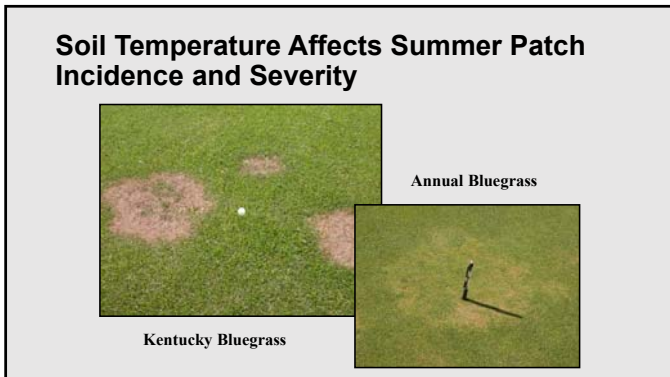 Soil Temperature Affects Summer Patch
Incidence and Severity
Annual Bluegrass
Kentucky Bluegrass